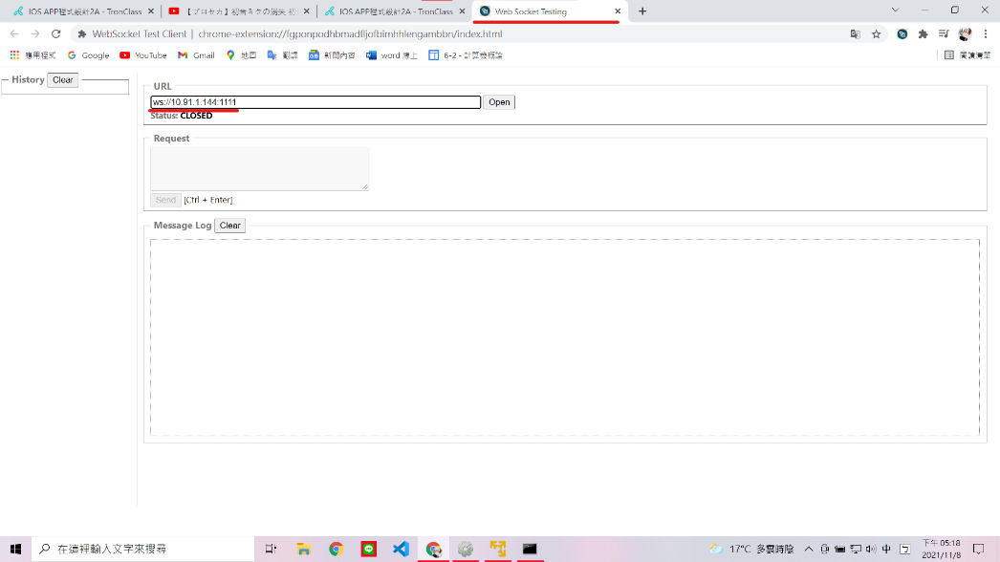 IOS APP程式設計2A - TronClass
【プロセカ】初音ミクの消失 初
IOS APP程式設計2A - TronClass
Web Socket Testing
WebSocket Test Client | chrome-extension://fgponpodhbmadfljofbimhhlengambbn/index.html
應用程式 Google YouTube Gmail 地圖 翻譯 新聞內容 word 線上 6-2 - 計算機概論 閱讀清單
History Clear
URL
ws://10.91.1.144:1111 Open
Status: CLOSED
Request
Send [Ctrl + Enter]
Message Log Clear
在這裡輸入文字來搜尋
17°C 多雲時陰
中
下午 05:18
2021/11/8